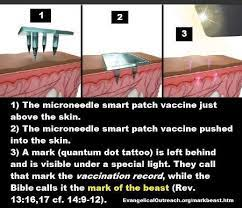 1
2
3
1) The microneedle smart patch vaccine just
above the skin.
2) The microneedle smart patch vaccine pushed
into the skin.
3) A mark (quantum dot tattoo) is left behind
and is visible under a special light. They call
that mark the vaccination record, while the
Bible calls it the mark of the beast (Rev.
13:16,17 cf. 14:9-12). EvangelicalOutreach.org/markbeast.htm